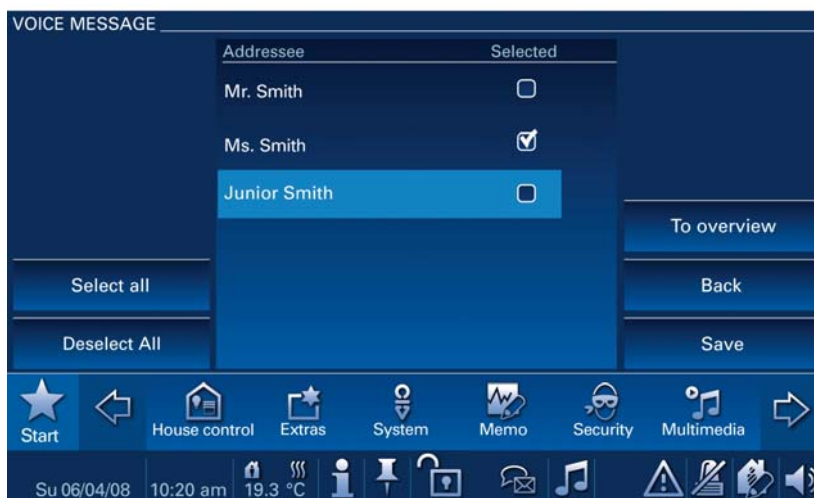 VOICE MESSAGE
Addressee Selected
Mr. Smith
Ms. Smith
Junior Smith
To overview
Select all
Back
Deselect All
Save
Start
House control
Extras
System
Memo
Security
Multimedia
Su 06/04/08 10:20 am 19.3 °C